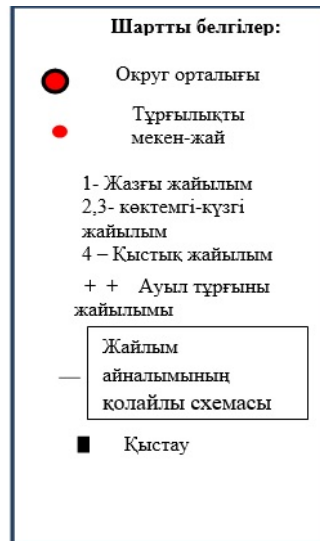 Шартты белгілер:
Округ орталығы
Тұрғылықты
мекен-жай
1- Жазғы жайылым
2,3- көктемгі-күзгі
жайылым
4 – Қыстық жайылым
+ + Ауыл тұрғыны
жайылымы
Жайлым
айналымының
қолайлы схемасы
Қыстау